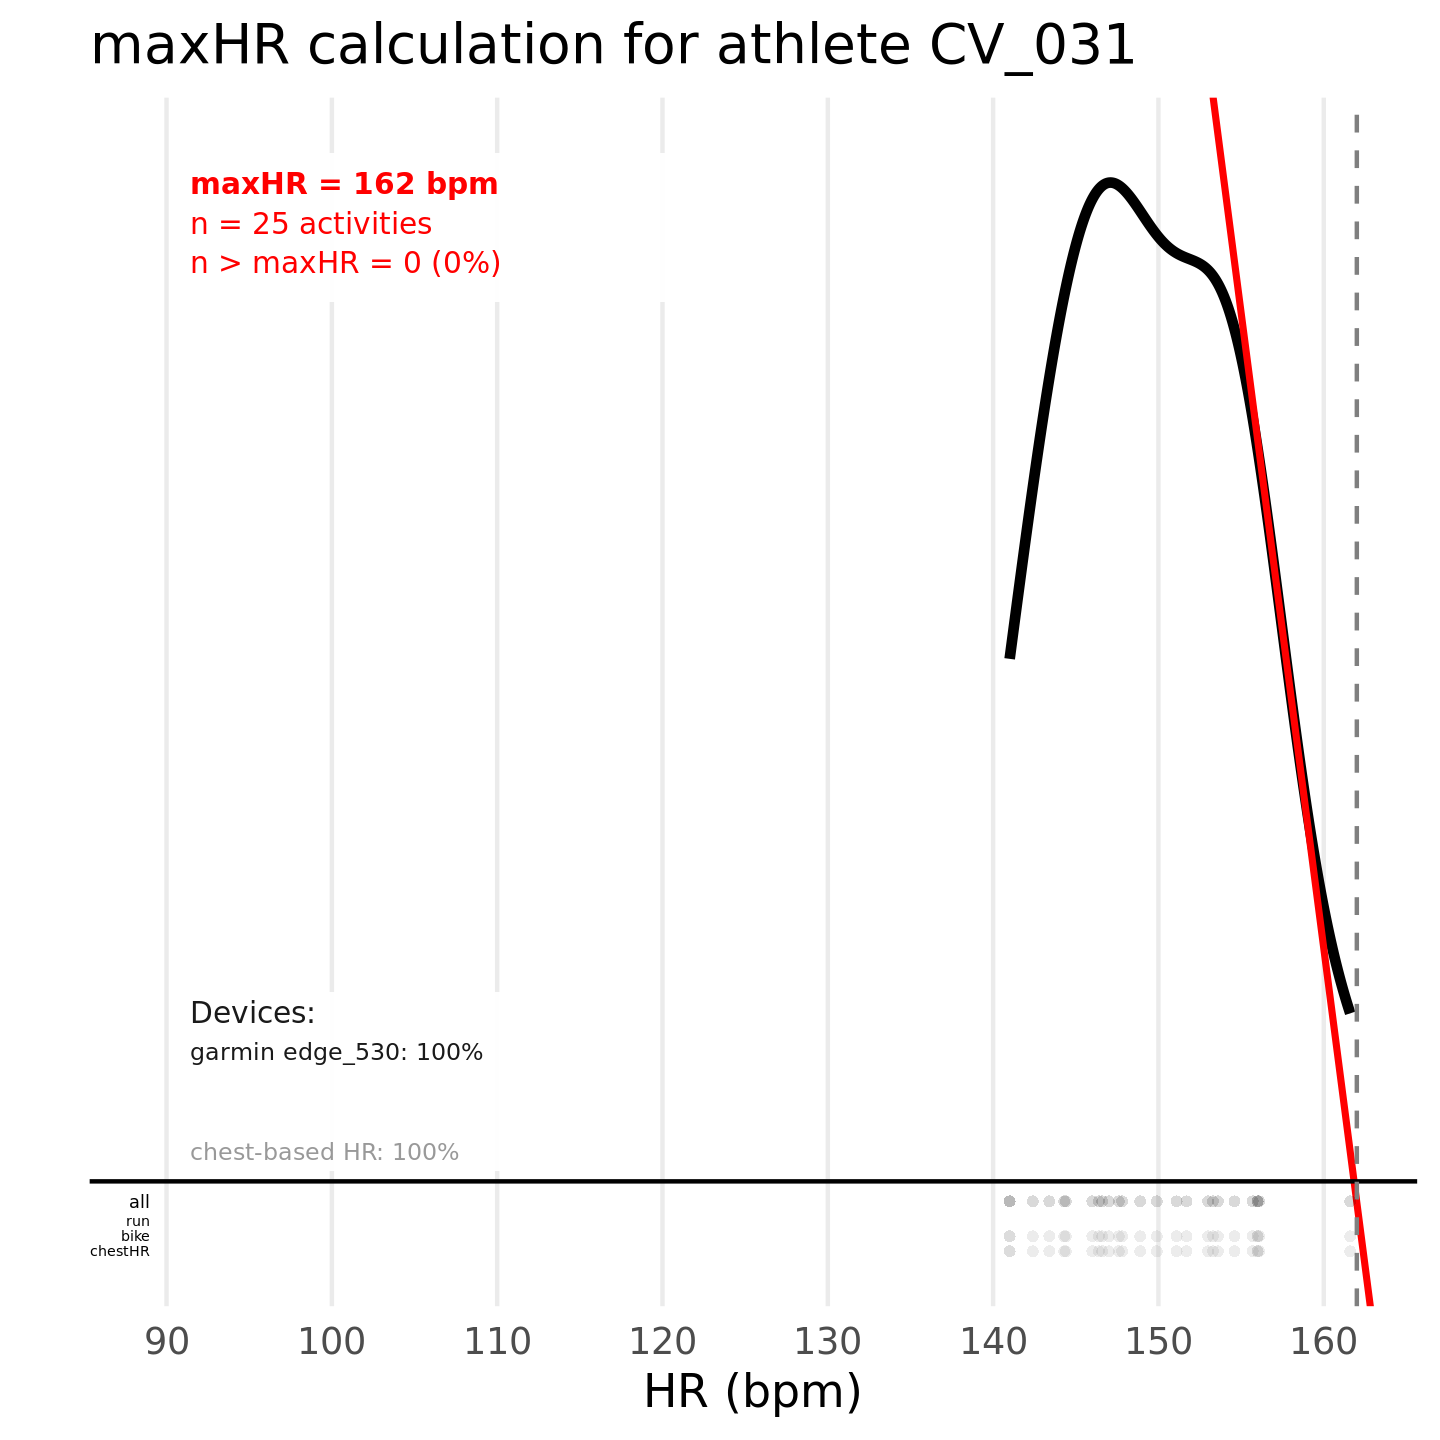 maxHR calculation for athlete CV_031
maxHR = 162 bpm
n = 25 activities
n > maxHR = 0 (0%)
Devices:
garmin edge_530: 100%
chest-based HR: 100%
all
run
bike
chestHR
90 100 110 120 130 140 150 160
HR (bpm)